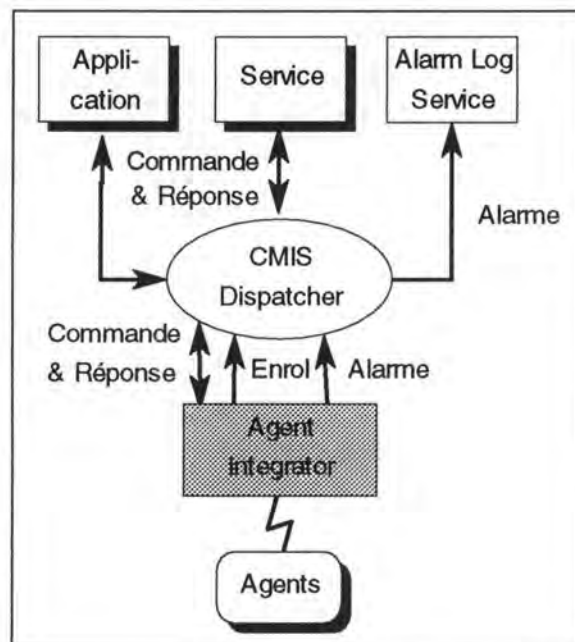 Appli-
cation
Service
Alarm Log
Service
Commande
& Réponse
Alarme
CMIS
Dispatcher
Commande
& Réponse
Enrol
Alarme
Agent
integrator
Agents